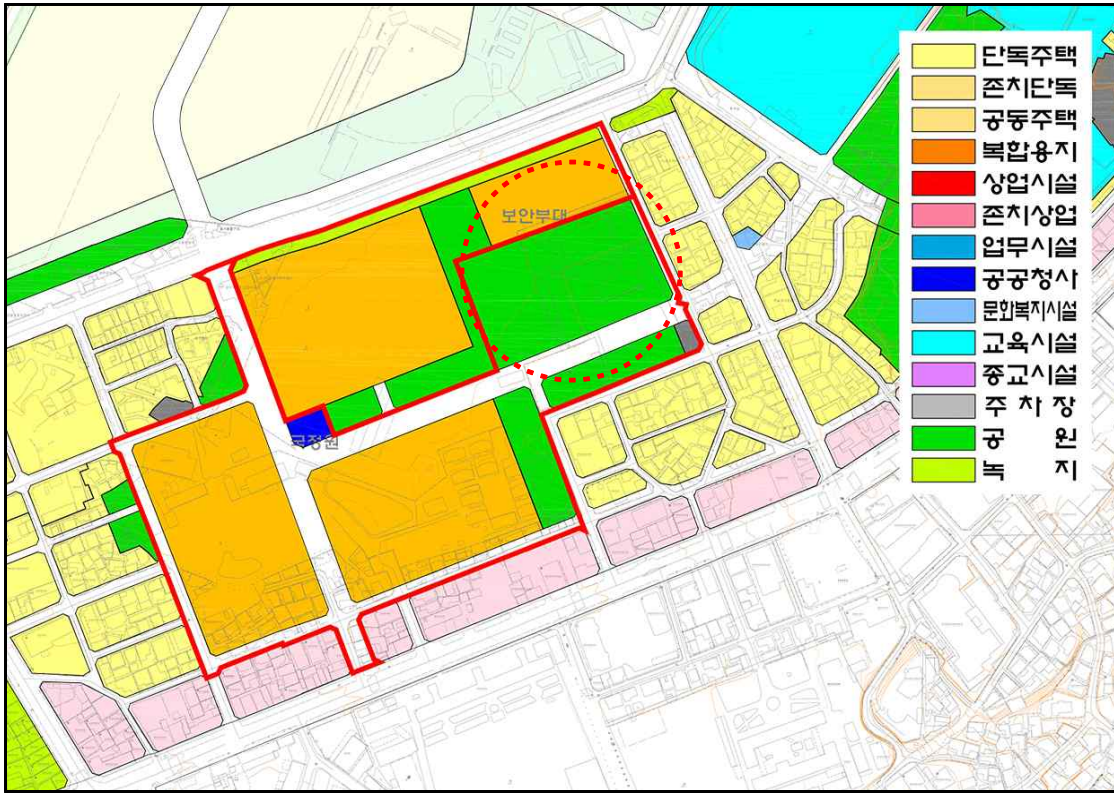 단독주택
존치단독
공동주택
복합용지
상업시설
존치상업
업무시설
공공청사
문화복지시설
교육시설
종교시설
주 차 장
공 원
녹 지
보안부대
국정원